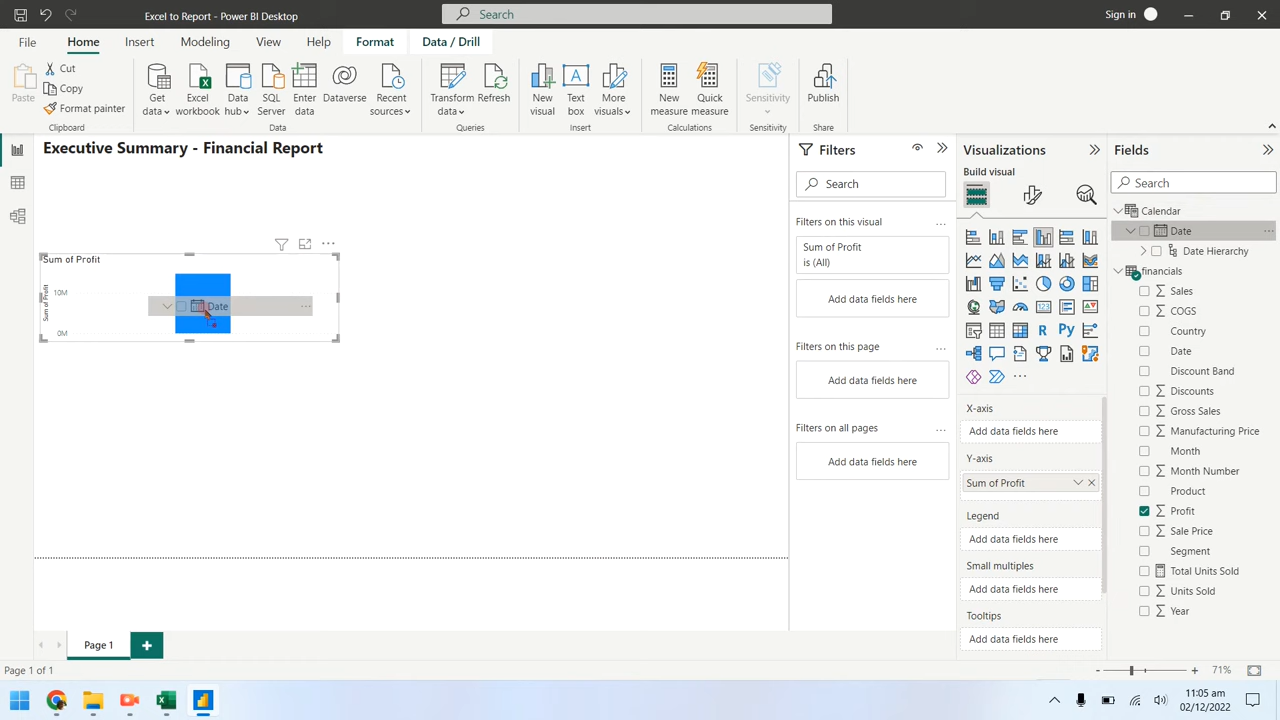 Excel to Report - Power BI Desktop
Search
Sign in
File
Home
Insert
Modeling
View
Help
Format
Data / Drill
Paste
Cut
Copy
Format painter
Clipboard
Get data
Excel workbook
Data hub
SQL Server
Enter data
Dataverse
Recent sources
Data
Transform data
Refresh
Queries
New visual
Text box
More visuals
Insert
New measure
Quick measure
Calculations
Sensitivity
Sensitivity
Publish
Share
Executive Summary - Financial Report
Sum of Profit
Sum of Profit
10M
0M
Date
Filters
Search
Filters on this visual
Sum of Profit
is (All)
Add data fields here
Filters on this page
Add data fields here
Filters on all pages
Add data fields here
Visualizations
Build visual
R
Py
X-axis
Add data fields here
Y-axis
Sum of Profit
Legend
Add data fields here
Small multiples
Add data fields here
Tooltips
Add data fields here
Fields
Search
Calendar
Date
Date Hierarchy
financials
Sales
COGS
Country
Date
Discount Band
Discounts
Gross Sales
Manufacturing Price
Month
Month Number
Product
Profit
Sale Price
Segment
Total Units Sold
Units Sold
Year
Page 1
Page 1 of 1
71%
11:05 am
02/12/2022